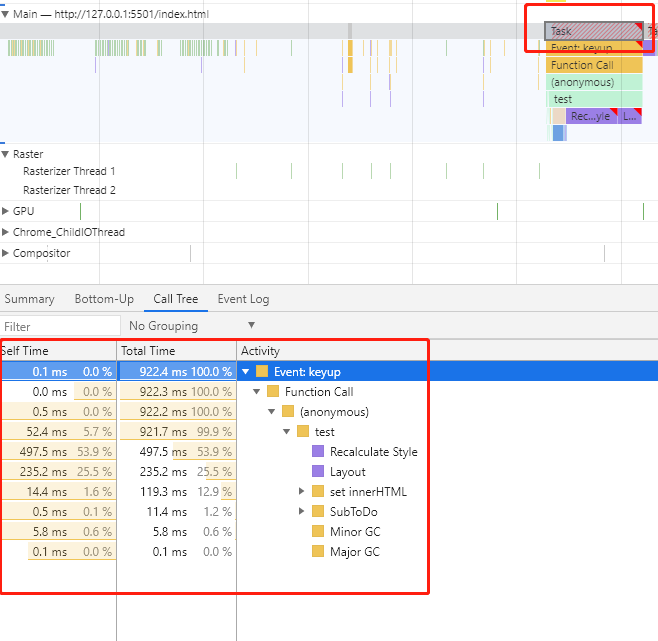 Main — http://127.0.0.1:5501/index.html
Task
Event: keyup
Function Call
(anonymous)
test
Rec...yle L...
Raster
Rasterizer Thread 1
Rasterizer Thread 2
GPU
Chrome_ChildIOThread
Compositor
Summary Bottom-Up Call Tree Event Log
Filter No Grouping
Self Time Total Time Activity
0.1 ms 0.0 % 922.4 ms 100.0 % Event: keyup
0.0 ms 0.0 % 922.3 ms 100.0 % Function Call
0.5 ms 0.0 % 922.2 ms 100.0 % (anonymous)
52.4 ms 5.7 % 921.7 ms 99.9 % test
497.5 ms 53.9 % 497.5 ms 53.9 % Recalculate Style
235.2 ms 25.5 % 235.2 ms 25.5 % Layout
14.4 ms 1.6 % 119.3 ms 12.9 % set innerHTML
0.5 ms 0.1 % 11.4 ms 1.2 % SubToDo
5.8 ms 0.6 % 5.8 ms 0.6 % Minor GC
0.1 ms 0.0 % 0.1 ms 0.0 % Major GC